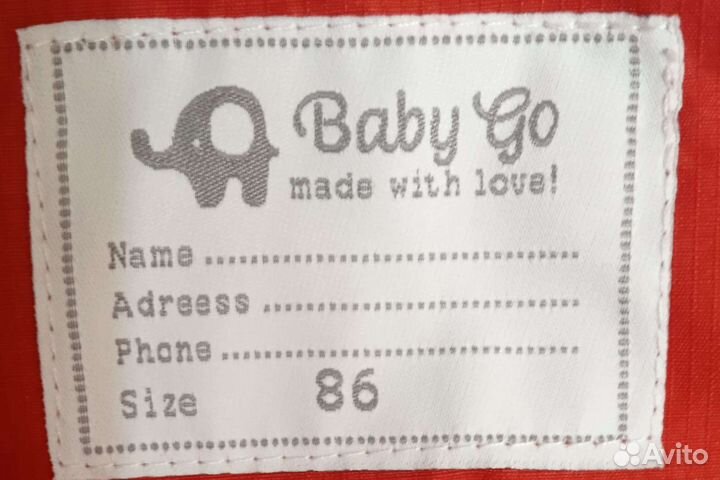 Baby Go
made with love!
Name
Adreess
Phone
Size 86
Avito